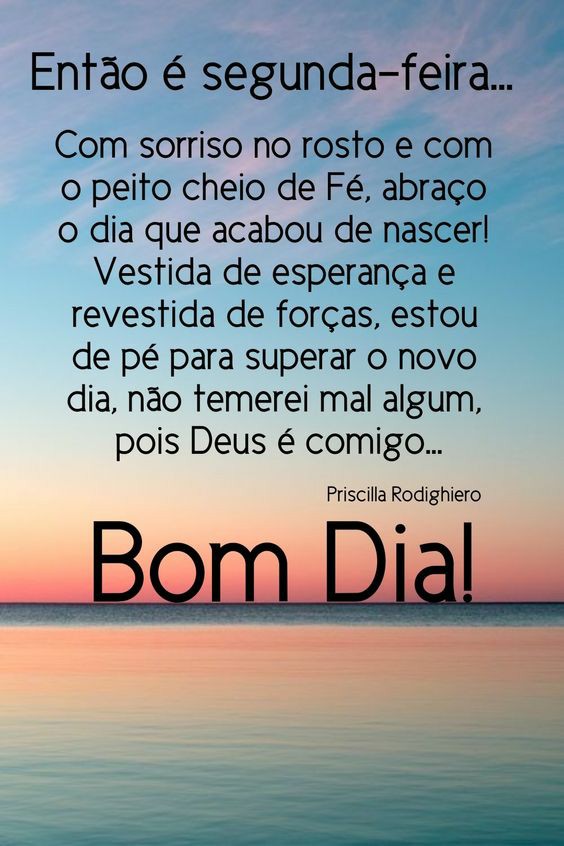 Então é segunda-feira...
Com sorriso no rosto e com
o peito cheio de Fé, abraço
o dia que acabou de nascer!
Vestida de esperança e
revestida de forças, estou
de pé para superar o novo
dia, não temerei mal algum,
pois Deus é comigo...
Priscilla Rodighiero
Bom Dia!